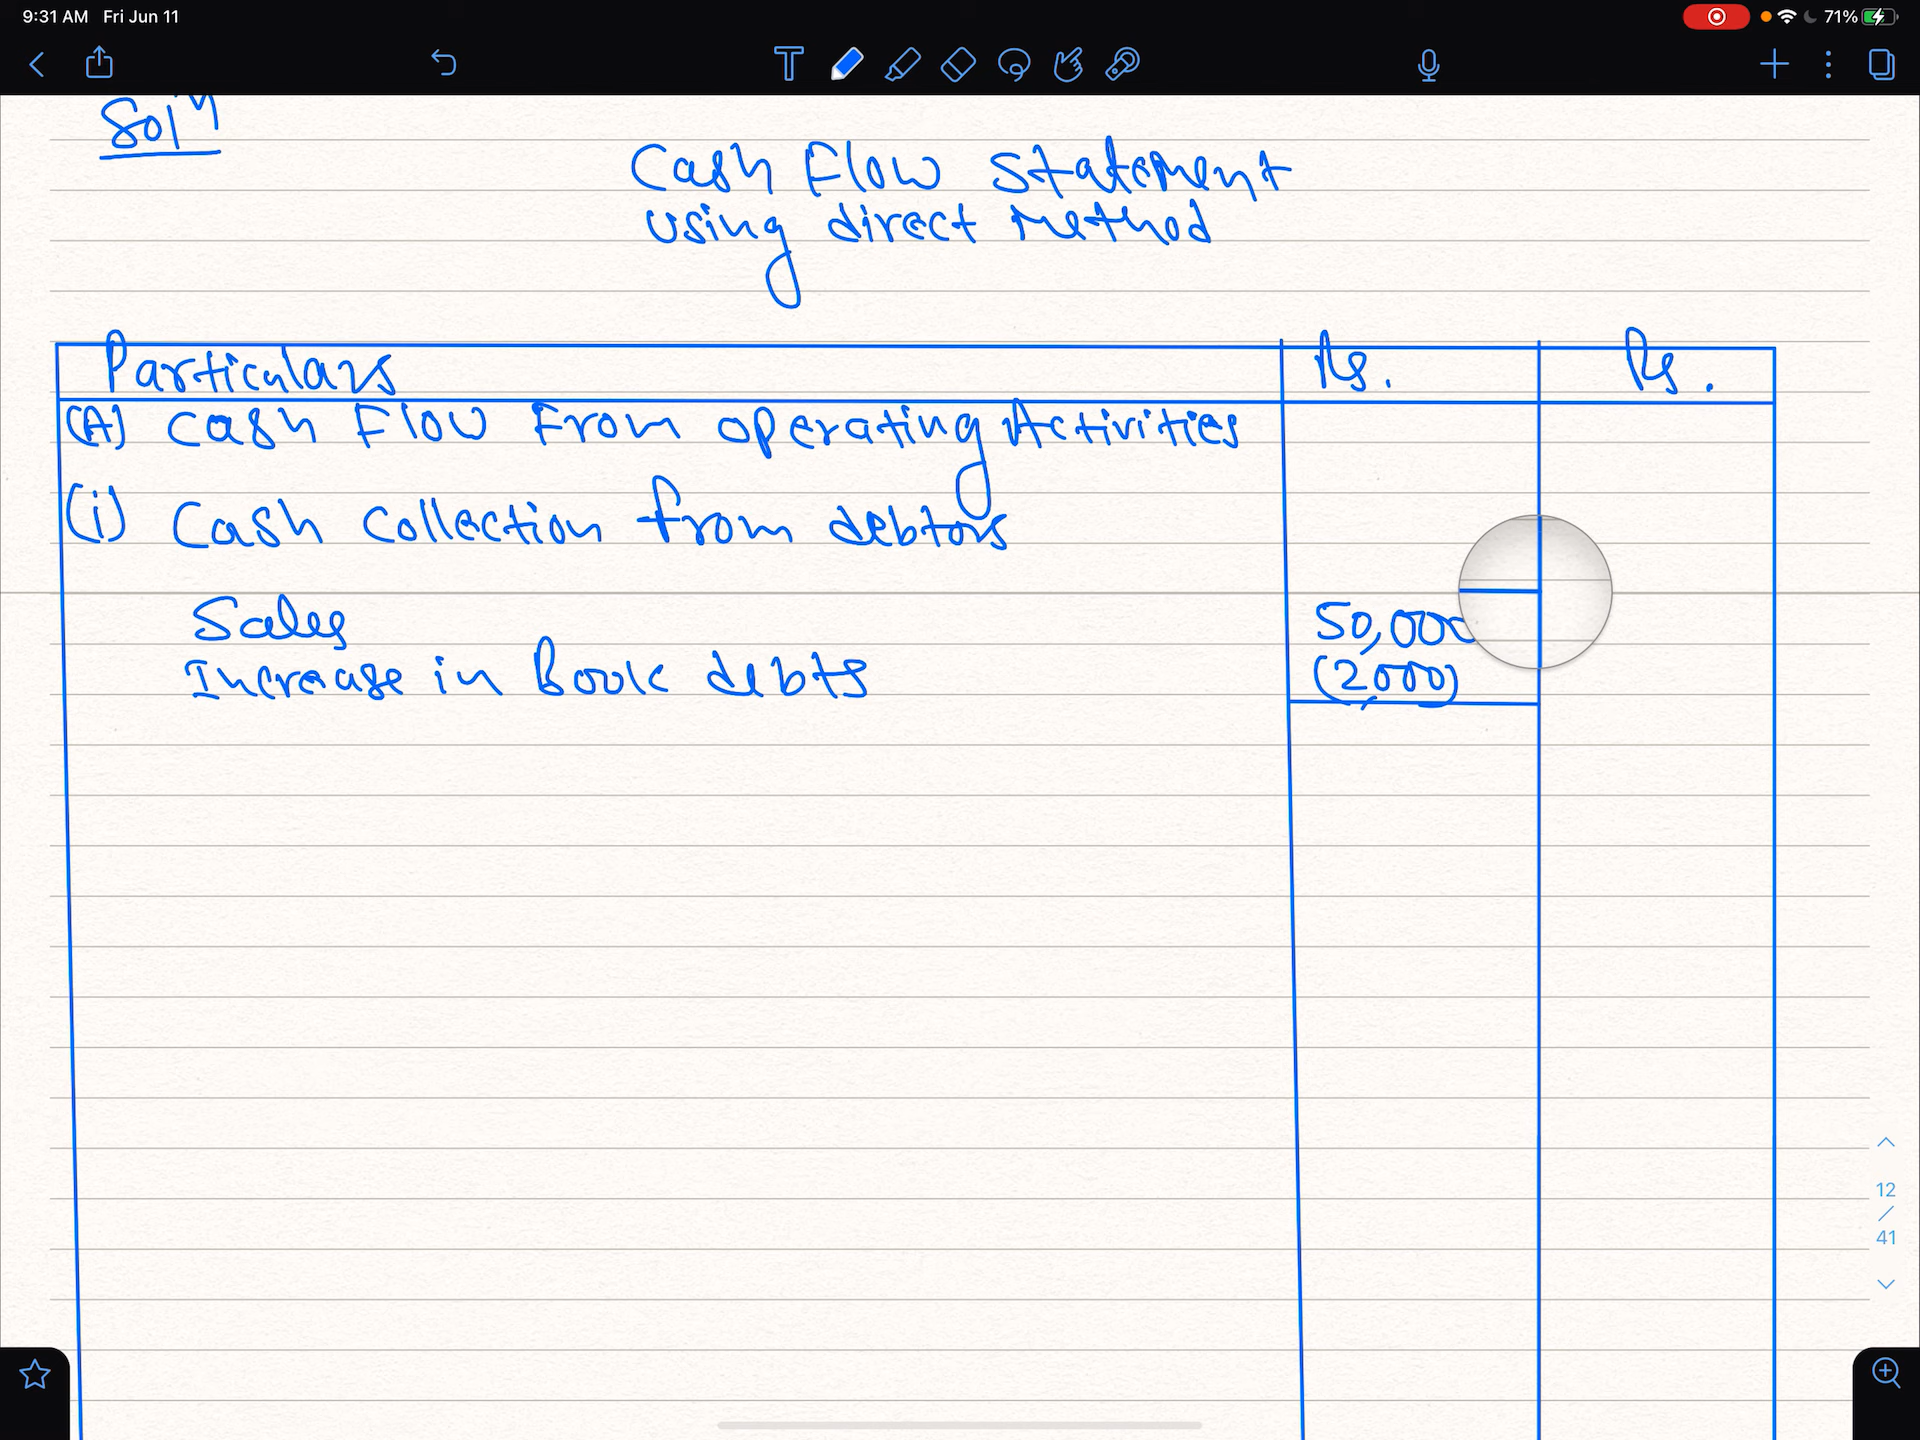 9:31 AM Fri Jun 11
71%
Sol'n
Cash Flow Statement
Using direct Method
Particulars Rs. Rs.
(A) Cash Flow From operating Activities
(i) Cash Collection from debtors
Sales 50,000
Increase in Book debts (2,000)
12
/
41